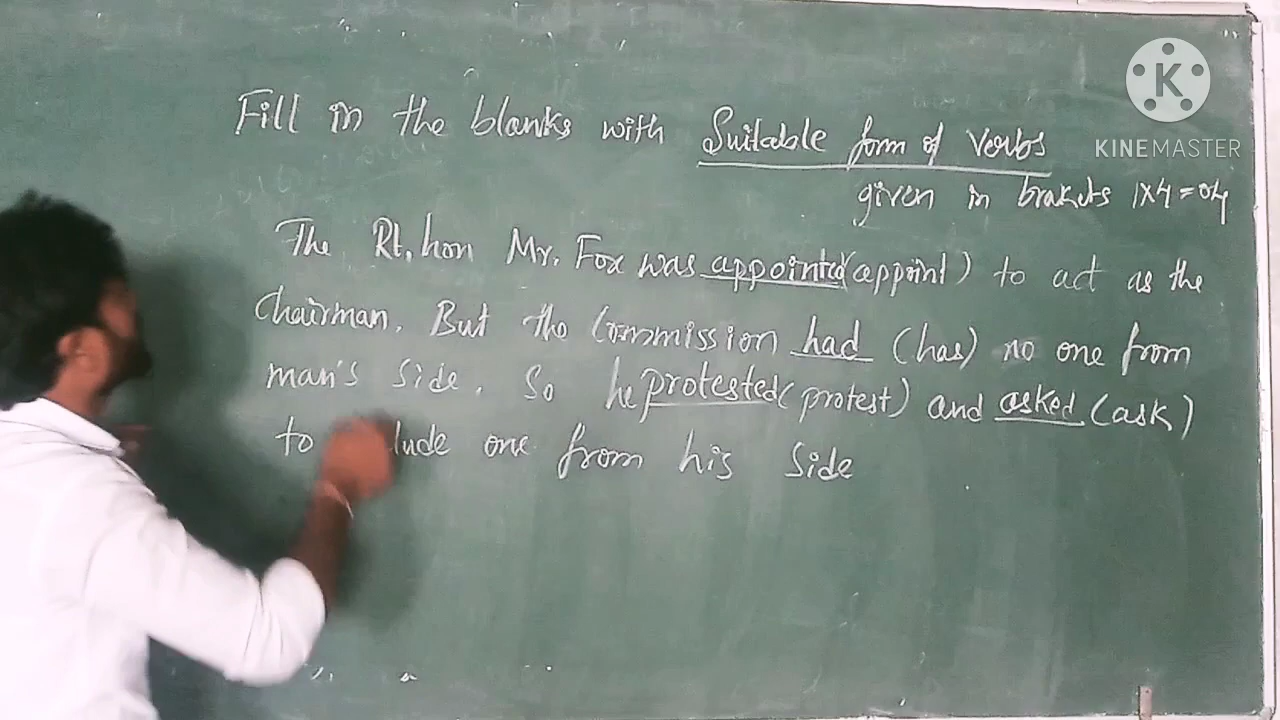 Fill in the blanks with Suitable form of Verbs
given in brakets 1x4=04
The Rt. hon Mr. Fox was appointed (appoint) to act as the
Chairman. But the Commission had (has) no one from
man's side. So he protested (protest) and asked (ask)
to lude one from his side
K
KINEMASTER